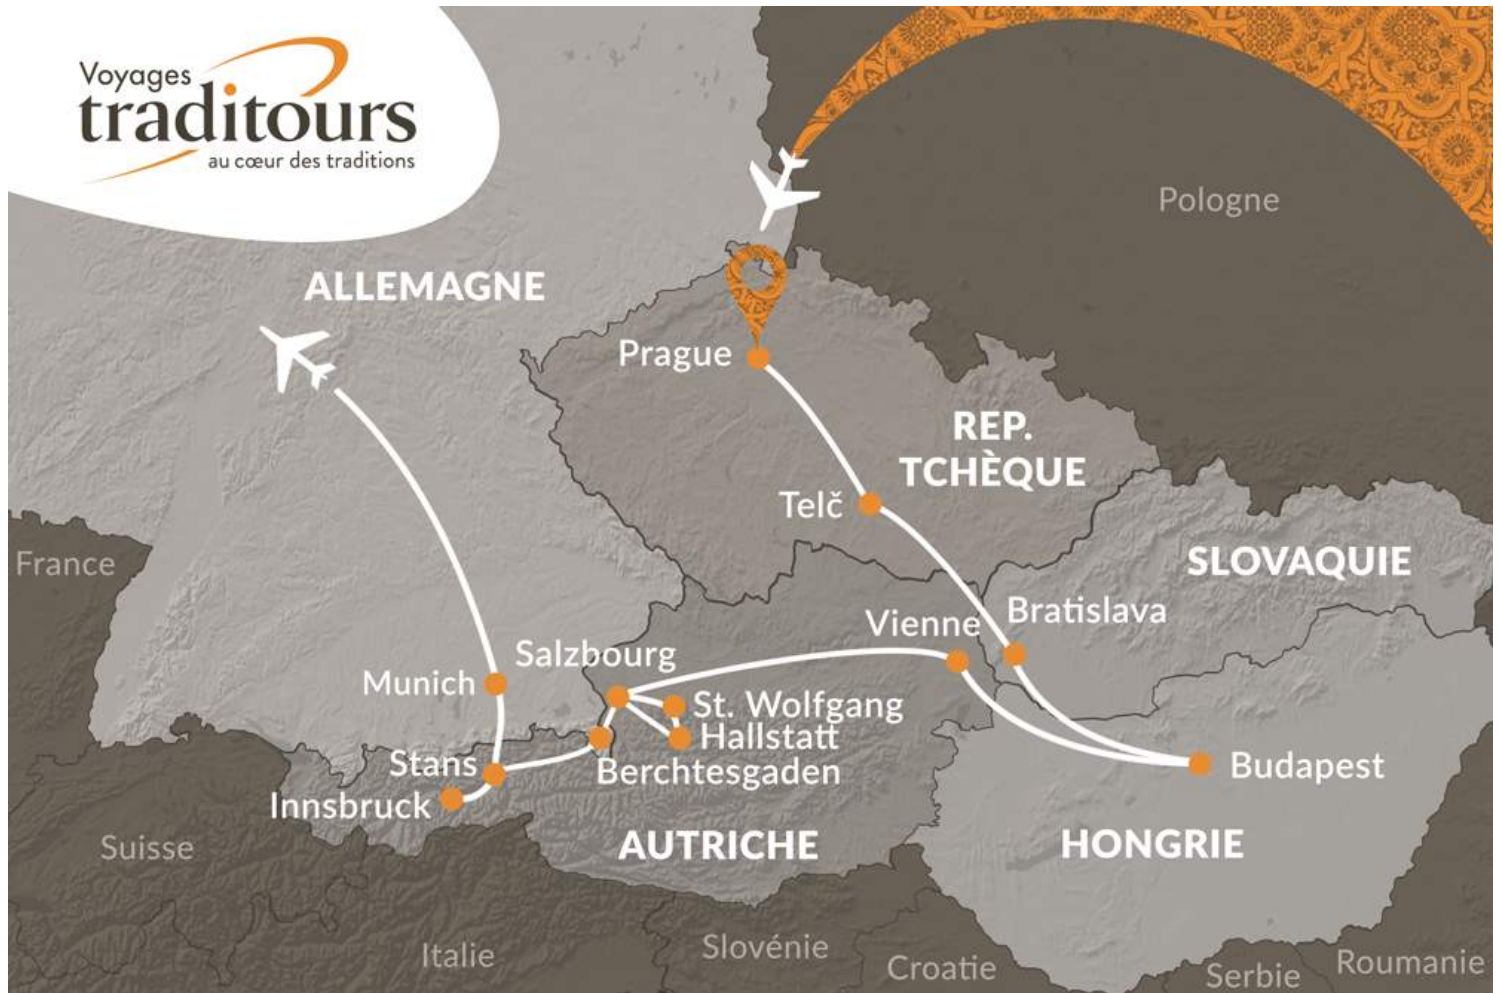 Voyages
traditours
au cœur des traditions
Pologne
ALLEMAGNE
Prague
REP.
TCHÈQUE
Telč
France
SLOVAQUIE
Vienne
Bratislava
Salzbourg
Munich
St. Wolfgang
Hallstatt
Stans
Berchtesgaden
Budapest
Innsbruck
Suisse
AUTRICHE
HONGRIE
Italie
Slovénie
Croatie
Serbie
Roumanie